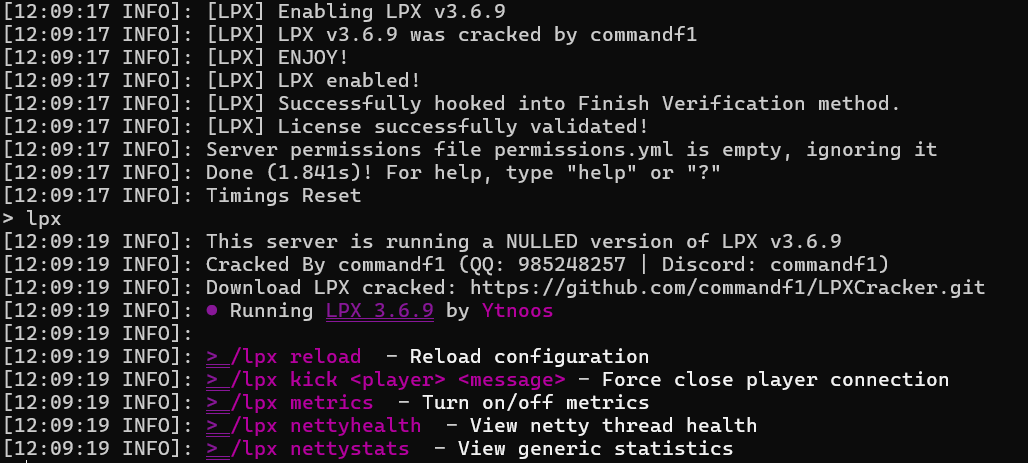 [12:09:17 INFO]: [LPX] Enabling LPX v3.6.9
[12:09:17 INFO]: [LPX] LPX v3.6.9 was cracked by commandf1
[12:09:17 INFO]: [LPX] ENJOY!
[12:09:17 INFO]: [LPX] LPX enabled!
[12:09:17 INFO]: [LPX] Successfully hooked into Finish Verification method.
[12:09:17 INFO]: [LPX] License successfully validated!
[12:09:17 INFO]: Server permissions file permissions.yml is empty, ignoring it
[12:09:17 INFO]: Done (1.841s)! For help, type "help" or "?"
[12:09:17 INFO]: Timings Reset
> lpx
[12:09:19 INFO]: This server is running a NULLED version of LPX v3.6.9
[12:09:19 INFO]: Cracked By commandf1 (QQ: 985248257 | Discord: commandf1)
[12:09:19 INFO]: Download LPX cracked: https://github.com/commandf1/LPXCracker.git
[12:09:19 INFO]: ● Running LPX 3.6.9 by Ytnoos
[12:09:19 INFO]:
[12:09:19 INFO]: > /lpx reload  - Reload configuration
[12:09:19 INFO]: > /lpx kick <player> <message> - Force close player connection
[12:09:19 INFO]: > /lpx metrics  - Turn on/off metrics
[12:09:19 INFO]: > /lpx nettyhealth  - View netty thread health
[12:09:19 INFO]: > /lpx nettystats  - View generic statistics